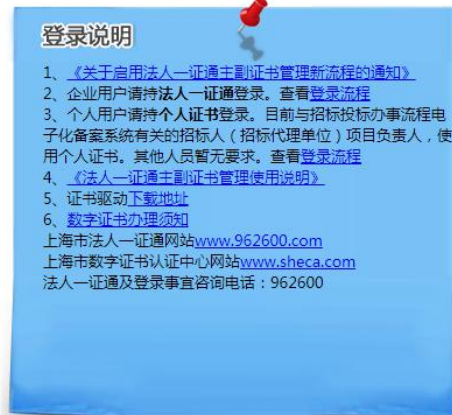 登录说明
1、《关于启用法人一证通主副证书管理新流程的通知》
2、企业用户请持法人一证通登录。查看登录流程
3、个人用户请持个人证书登录。目前与招标投标办事流程电
子化备案系统有关的招标人（招标代理单位）项目负责人，使
用个人证书。其他人员暂无要求。查看登录流程
4、《法人一证通主副证书管理使用说明》
5、证书驱动下载地址
6、数字证书办理须知
上海市法人一证通网站www.962600.com
上海市数字证书认证中心网站www.sheca.com
法人一证通及登录事宜咨询电话：962600